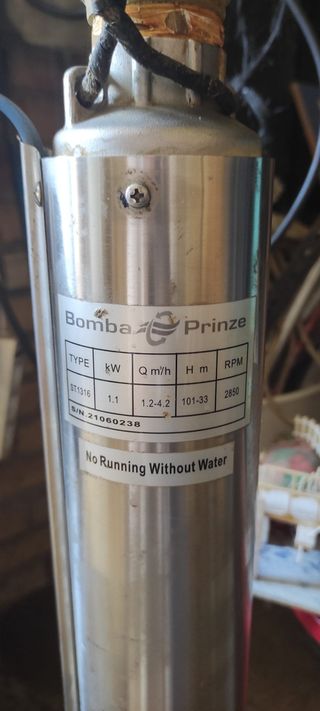 Bomba Prinze
TYPE kW Q m³/h H m RPM
ST1316 1.1 1.2-4.2 101-33 2850
S/N.21060238
No Running Without Water